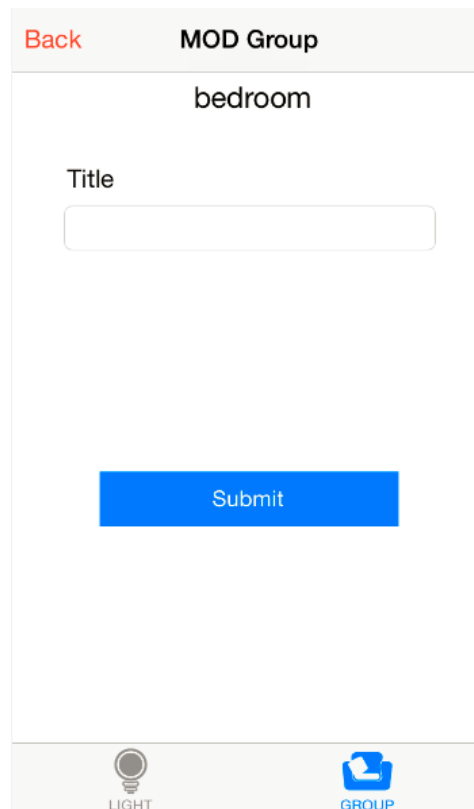 Back MOD Group
bedroom
Title
Submit
LIGHT GROUP